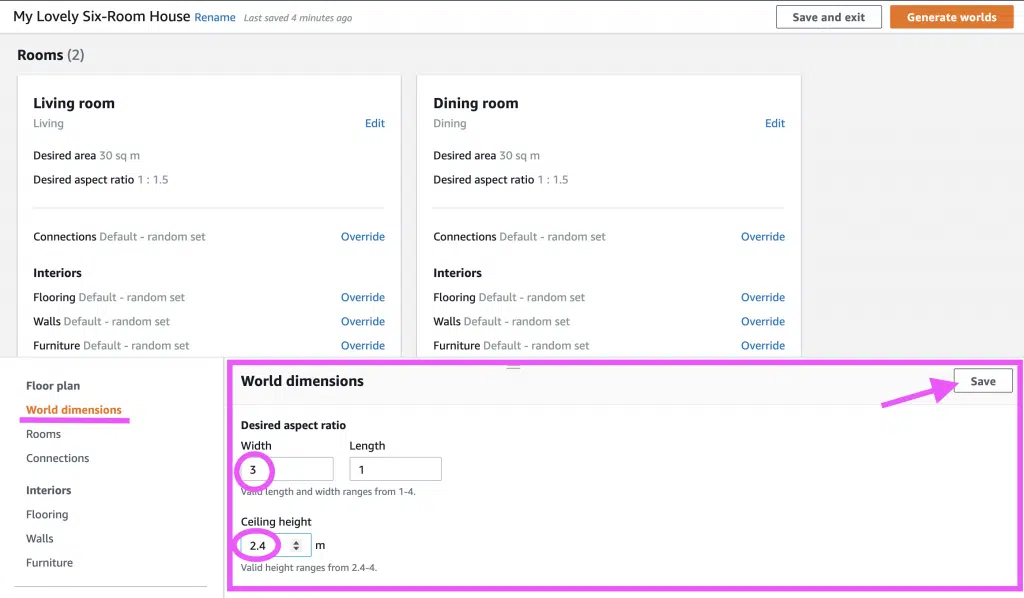 My Lovely Six-Room House Rename Last saved 4 minutes ago Save and exit Generate worlds
Rooms (2)
Living room
Living Edit
Desired area 30 sq m
Desired aspect ratio 1 : 1.5
Connections Default - random set Override
Interiors
Flooring Default - random set Override
Walls Default - random set Override
Furniture Default - random set Override
Dining room
Dining Edit
Desired area 30 sq m
Desired aspect ratio 1 : 1.5
Connections Default - random set Override
Interiors
Flooring Default - random set Override
Walls Default - random set Override
Furniture Default - random set Override
Floor plan
World dimensions
Rooms
Connections
Interiors
Flooring
Walls
Furniture
World dimensions Save
Desired aspect ratio
Width Length
3 1
Valid length and width ranges from 1-4.
Ceiling height
2.4 m
Valid height ranges from 2.4-4.